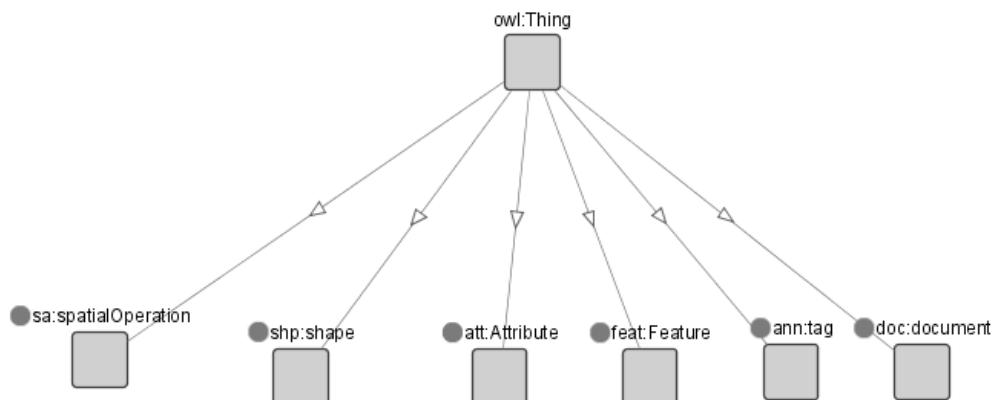 owl:Thing
sa:spatialOperation
shp:shape
att:Attribute
feat:Feature
ann:tag
doc:document